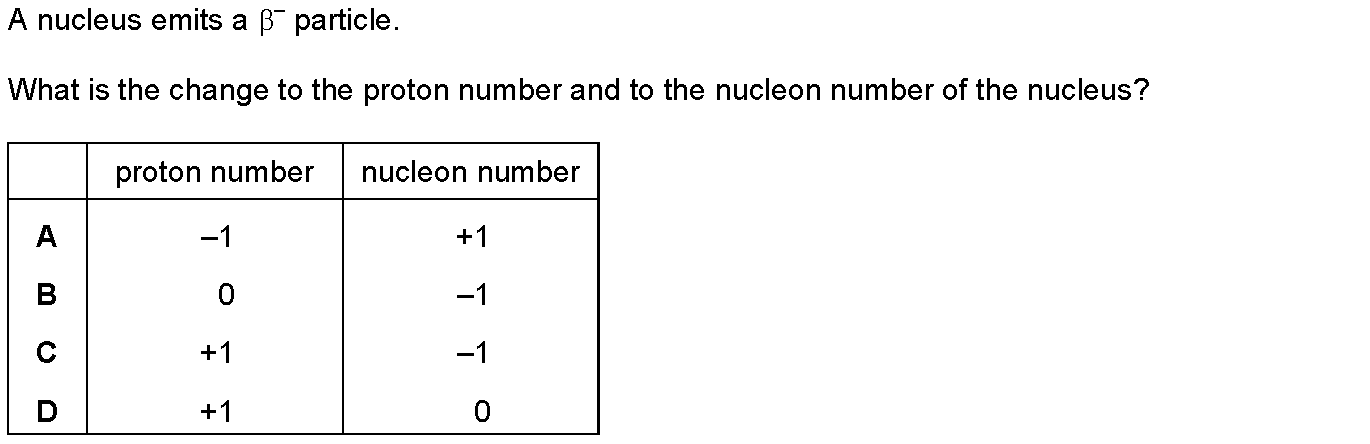 A nucleus emits a β⁻ particle.
What is the change to the proton number and to the nucleon number of the nucleus?
proton number nucleon number
A –1 +1
B 0 –1
C +1 –1
D +1 0